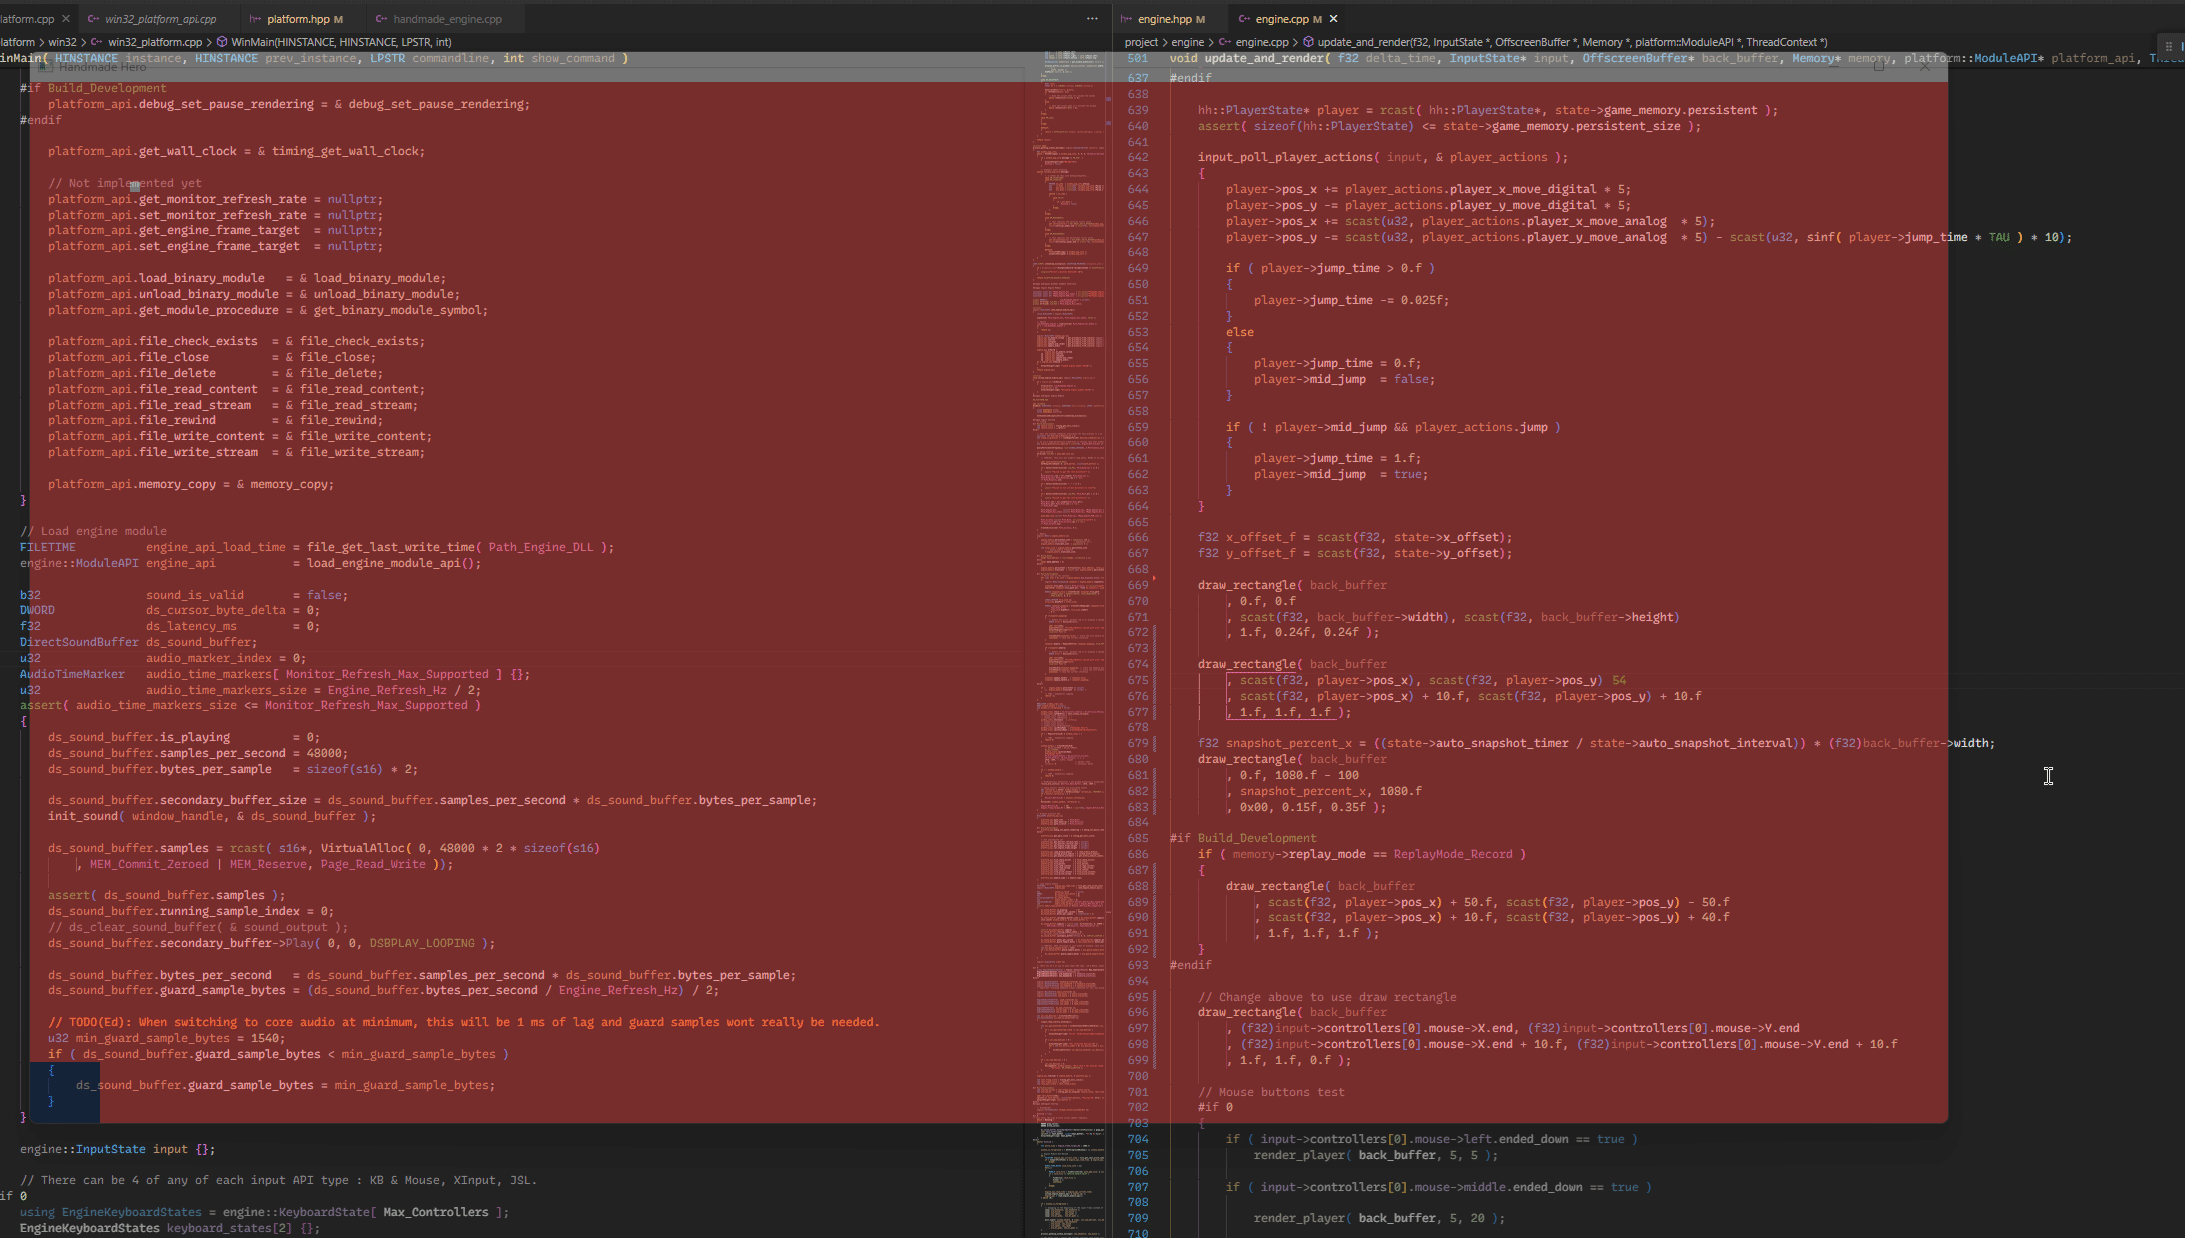 latform.cpp
win32_platform_api.cpp
platform.hpp M
handmade_engine.cpp
latform > win32 > win32_platform.cpp > WinMain(HINSTANCE, HINSTANCE, LPSTR, int)
inMain( HINSTANCE instance, HINSTANCE prev_instance, LPSTR commandline, int show_command )
Handmade Hero
#if Build_Development
platform_api.debug_set_pause_rendering = & debug_set_pause_rendering;
#endif
platform_api.get_wall_clock = & timing_get_wall_clock;
// Not implemented yet
platform_api.get_monitor_refresh_rate = nullptr;
platform_api.set_monitor_refresh_rate = nullptr;
platform_api.get_engine_frame_target  = nullptr;
platform_api.set_engine_frame_target  = nullptr;
platform_api.load_binary_module   = & load_binary_module;
platform_api.unload_binary_module = & unload_binary_module;
platform_api.get_module_procedure = & get_binary_module_symbol;
platform_api.file_check_exists  = & file_check_exists;
platform_api.file_close         = & file_close;
platform_api.file_delete        = & file_delete;
platform_api.file_read_content  = & file_read_content;
platform_api.file_read_stream   = & file_read_stream;
platform_api.file_rewind        = & file_rewind;
platform_api.file_write_content = & file_write_content;
platform_api.file_write_stream  = & file_write_stream;
platform_api.memory_copy = & memory_copy;
}
// Load engine module
FILETIME          engine_api_load_time = file_get_last_write_time( Path_Engine_DLL );
engine::ModuleAPI engine_api           = load_engine_module_api();
b32               sound_is_valid       = false;
DWORD             ds_cursor_byte_delta = 0;
f32               ds_latency_ms        = 0;
DirectSoundBuffer ds_sound_buffer;
u32               audio_marker_index = 0;
AudioTimeMarker   audio_time_markers[ Monitor_Refresh_Max_Supported ] {};
u32               audio_time_markers_size = Engine_Refresh_Hz / 2;
assert( audio_time_markers_size <= Monitor_Refresh_Max_Supported )
{
ds_sound_buffer.is_playing         = 0;
ds_sound_buffer.samples_per_second = 48000;
ds_sound_buffer.bytes_per_sample   = sizeof(s16) * 2;
ds_sound_buffer.secondary_buffer_size = ds_sound_buffer.samples_per_second * ds_sound_buffer.bytes_per_sample;
init_sound( window_handle, & ds_sound_buffer );
ds_sound_buffer.samples = rcast( s16*, VirtualAlloc( 0, 48000 * 2 * sizeof(s16)
, MEM_Commit_Zeroed | MEM_Reserve, Page_Read_Write ));
assert( ds_sound_buffer.samples );
ds_sound_buffer.running_sample_index = 0;
// ds_clear_sound_buffer( & sound_output );
ds_sound_buffer.secondary_buffer->Play( 0, 0, DSBPLAY_LOOPING );
ds_sound_buffer.bytes_per_second   = ds_sound_buffer.samples_per_second * ds_sound_buffer.bytes_per_sample;
ds_sound_buffer.guard_sample_bytes = (ds_sound_buffer.bytes_per_second / Engine_Refresh_Hz) / 2;
// TODO(Ed): When switching to core audio at minimum, this will be 1 ms of lag and guard samples wont really be needed.
u32 min_guard_sample_bytes = 1540;
if ( ds_sound_buffer.guard_sample_bytes < min_guard_sample_bytes )
{
ds_sound_buffer.guard_sample_bytes = min_guard_sample_bytes;
}
}
engine::InputState input {};
// There can be 4 of any of each input API type : KB & Mouse, XInput, JSL.
if 0
using EngineKeyboardStates = engine::KeyboardState[ Max_Controllers ];
EngineKeyboardStates keyboard_states[2] {};
engine.hpp M
engine.cpp M
project > engine > engine.cpp > update_and_render(f32, InputState *, OffscreenBuffer *, Memory *, platform::ModuleAPI *, ThreadContext *)
501 void update_and_render( f32 delta_time, InputState* input, OffscreenBuffer* back_buffer, Memory* memory, platform::ModuleAPI* platform_api,
637 #endif
638
639 hh::PlayerState* player = rcast( hh::PlayerState*, state->game_memory.persistent );
640 assert( sizeof(hh::PlayerState) <= state->game_memory.persistent_size );
641
642 input_poll_player_actions( input, & player_actions );
643 {
644 player->pos_x += player_actions.player_x_move_digital * 5;
645 player->pos_y -= player_actions.player_y_move_digital * 5;
646 player->pos_x += scast(u32, player_actions.player_x_move_analog  * 5);
647 player->pos_y -= scast(u32, player_actions.player_y_move_analog  * 5) - scast(u32, sinf( player->jump_time * TAU ) * 10);
648
649 if ( player->jump_time > 0.f )
650 {
651 player->jump_time -= 0.025f;
652 }
653 else
654 {
655 player->jump_time = 0.f;
656 player->mid_jump  = false;
657 }
658
659 if ( ! player->mid_jump && player_actions.jump )
660 {
661 player->jump_time = 1.f;
662 player->mid_jump  = true;
663 }
664 }
665
666 f32 x_offset_f = scast(f32, state->x_offset);
667 f32 y_offset_f = scast(f32, state->y_offset);
668
669 draw_rectangle( back_buffer
670 , 0.f, 0.f
671 , scast(f32, back_buffer->width), scast(f32, back_buffer->height)
672 , 1.f, 0.24f, 0.24f );
673
674 draw_rectangle( back_buffer
675 , scast(f32, player->pos_x), scast(f32, player->pos_y) 54
676 , scast(f32, player->pos_x) + 10.f, scast(f32, player->pos_y) + 10.f
677 , 1.f, 1.f, 1.f );
678
679 f32 snapshot_percent_x = ((state->auto_snapshot_timer / state->auto_snapshot_interval)) * (f32)back_buffer->width;
680 draw_rectangle( back_buffer
681 , 0.f, 1080.f - 100
682 , snapshot_percent_x, 1080.f
683 , 0x00, 0.15f, 0.35f );
684
685 #if Build_Development
686 if ( memory->replay_mode == ReplayMode_Record )
687 {
688 draw_rectangle( back_buffer
689 , scast(f32, player->pos_x) + 50.f, scast(f32, player->pos_y) - 50.f
690 , scast(f32, player->pos_x) + 10.f, scast(f32, player->pos_y) + 40.f
691 , 1.f, 1.f, 1.f );
692 }
693 #endif
694
695 // Change above to use draw rectangle
696 draw_rectangle( back_buffer
697 , (f32)input->controllers[0].mouse->X.end, (f32)input->controllers[0].mouse->Y.end
698 , (f32)input->controllers[0].mouse->X.end + 10.f, (f32)input->controllers[0].mouse->Y.end + 10.f
699 , 1.f, 1.f, 0.f );
700
701 // Mouse buttons test
702 #if 0
703 {
704 if ( input->controllers[0].mouse->left.ended_down == true )
705 render_player( back_buffer, 5, 5 );
706
707 if ( input->controllers[0].mouse->middle.ended_down == true )
708
709 render_player( back_buffer, 5, 20 );
710